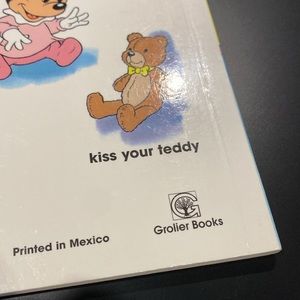 kiss your teddy
Printed in Mexico
Grolier Books